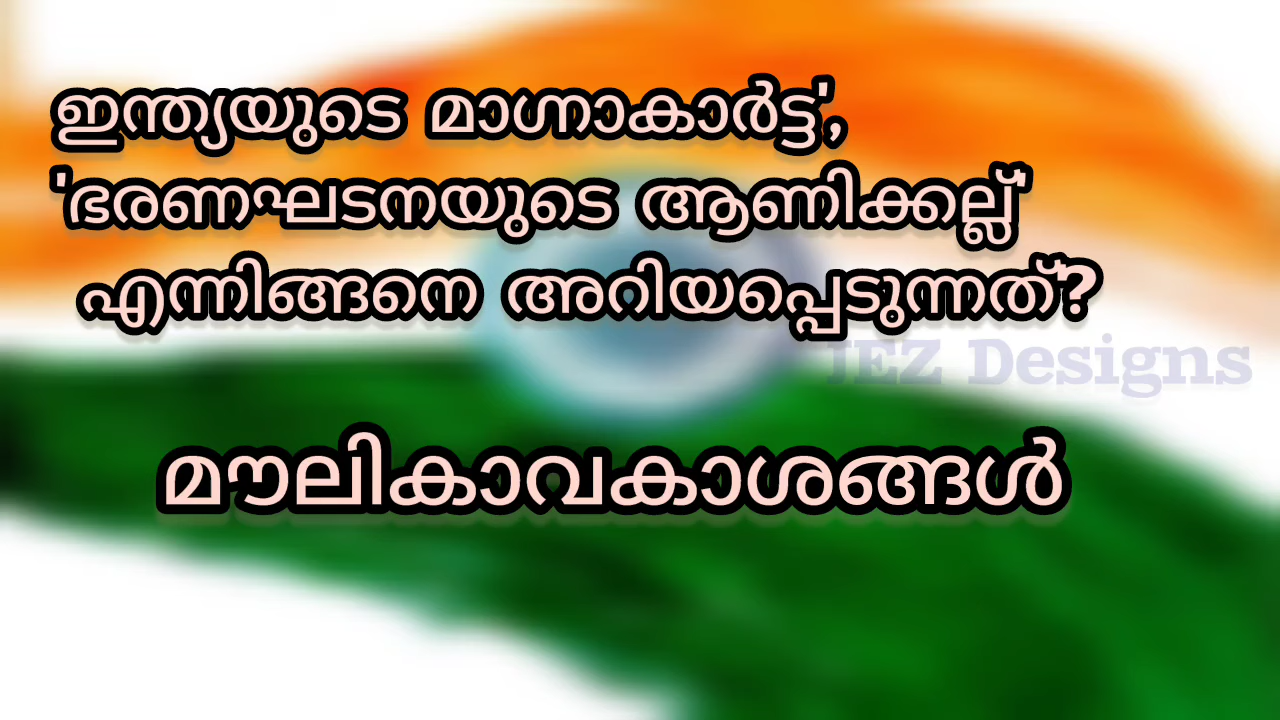 ഇന്ത്യയുടെ മാഗ്നാകാർട്ട',
'ഭരണഘടനയുടെ ആണിക്കല്ല്'
എന്നിങ്ങനെ അറിയപ്പെടുന്നത്?
JEZ Designs
മൗലികാവകാശങ്ങൾ